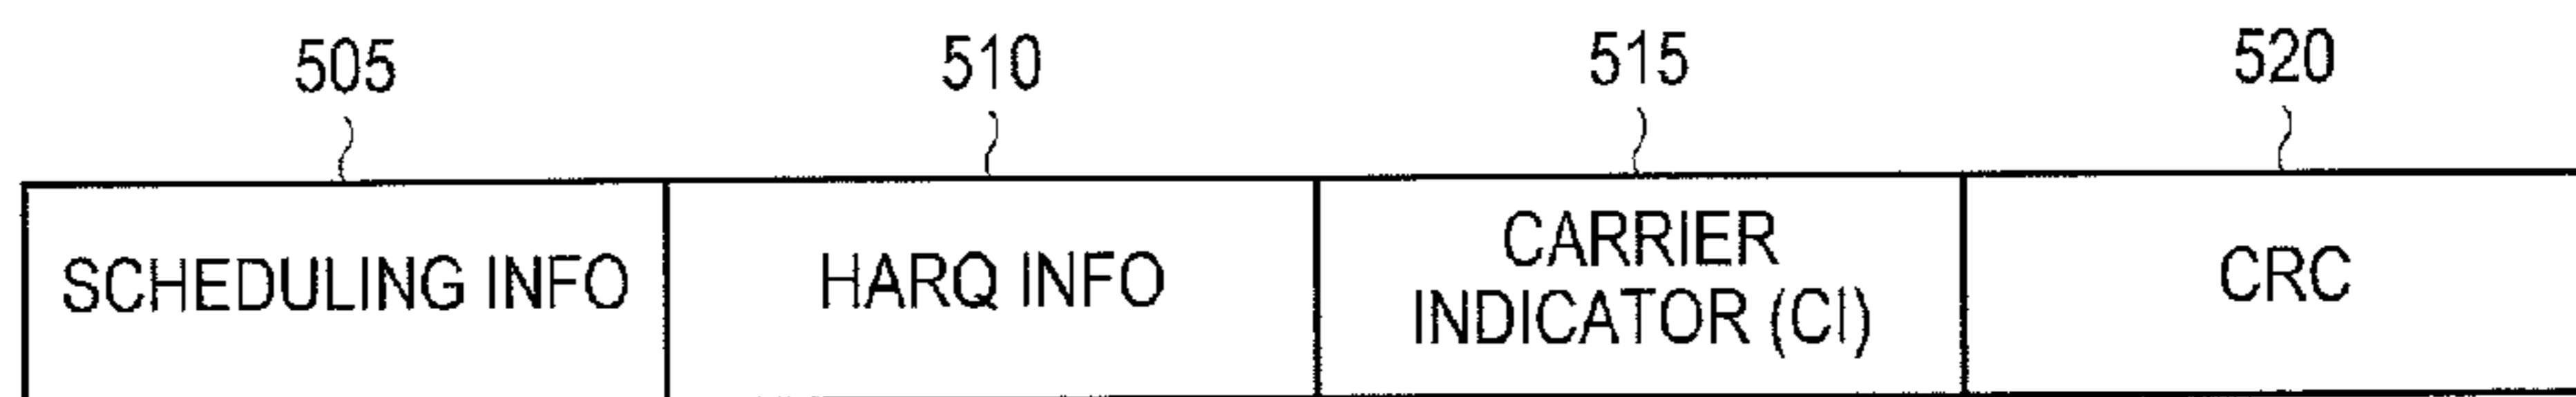 505 510 515 520
SCHEDULING INFO
HARQ INFO
CARRIER
INDICATOR (CI)
CRC